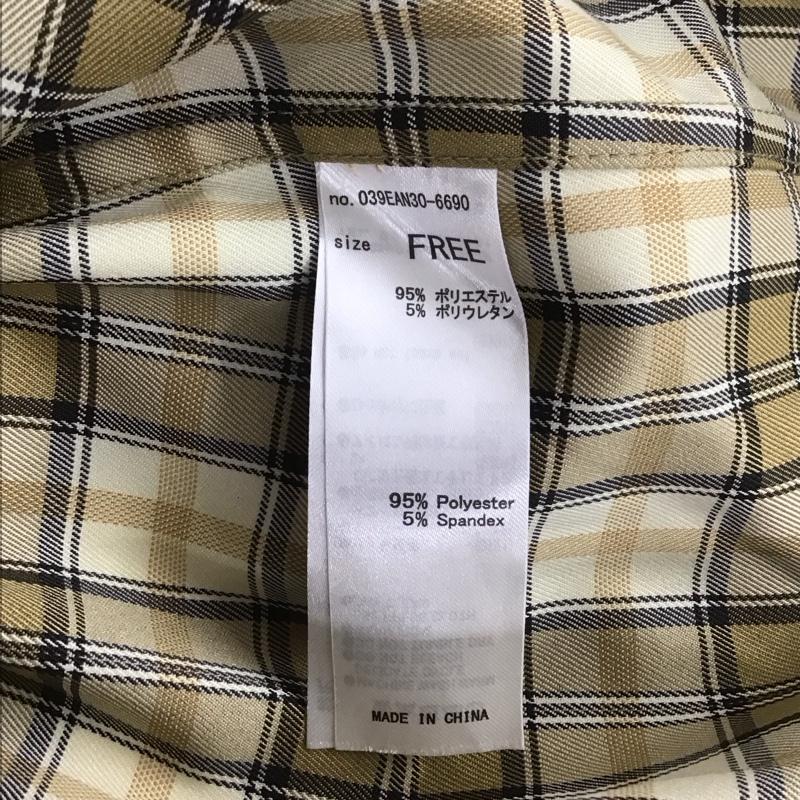 no. 039EAN30-6690
size FREE
95% ポリエステル
5% ポリウレタン
95% Polyester
5% Spandex
MADE IN CHINA